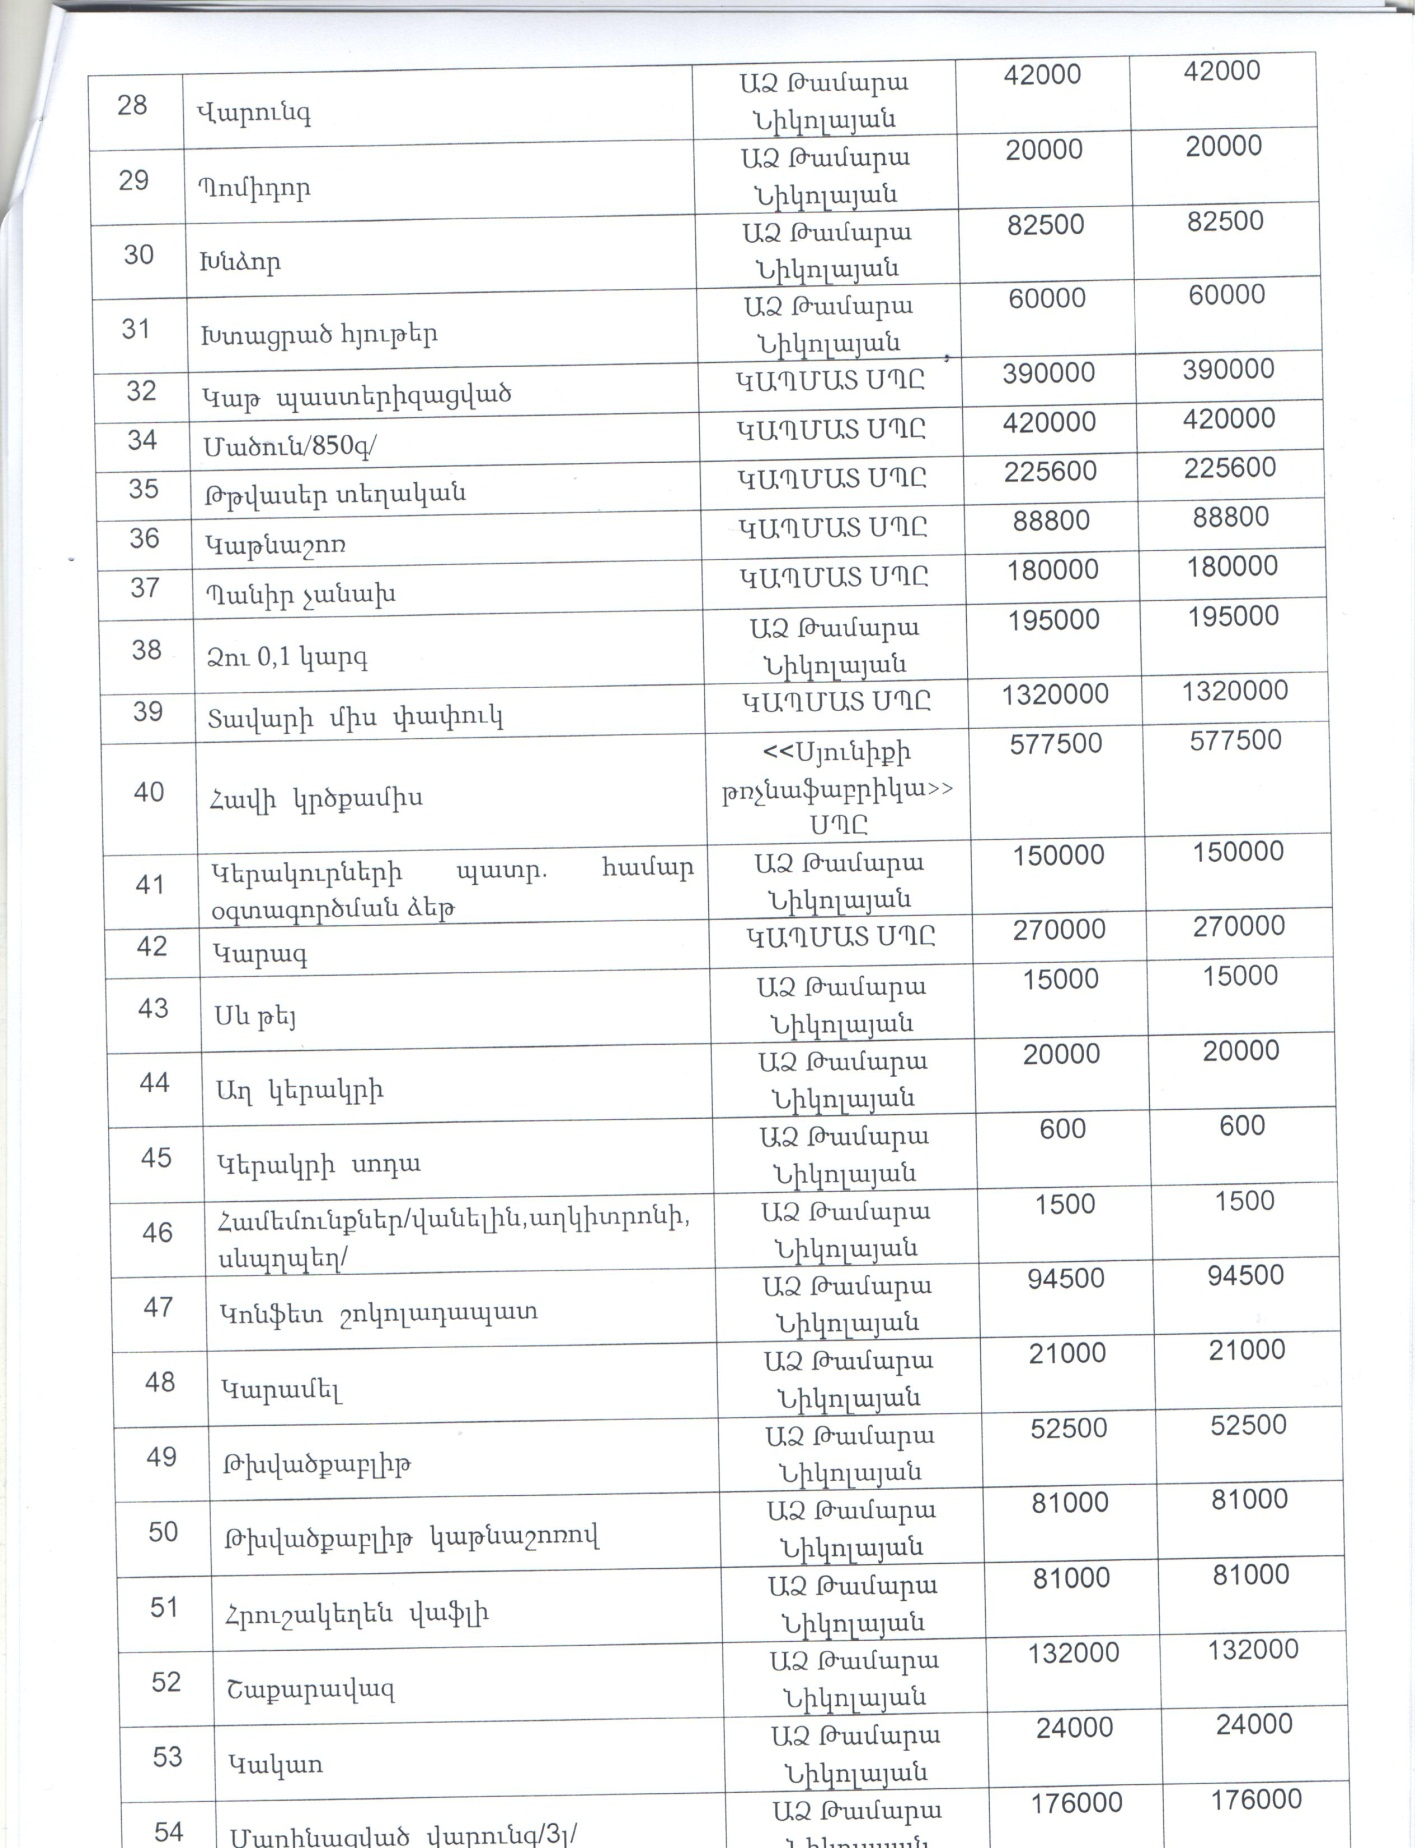 28 Վարունգ ԱՁ Թամարա 42000 42000
Նիկոլայան
29 Պոմիդոր ԱՁ Թամարա 20000 20000
Նիկոլայան
30 Խնձոր ԱՁ Թամարա 82500 82500
Նիկոլայան
31 Խտացրած հյութեր ԱՁ Թամարա 60000 60000
Նիկոլայան
32 Կաթ պաստերիզացված ԿԱՊՄԱՏ ՍՊԸ 390000 390000
34 Մածուն/850գ/ ԿԱՊՄԱՏ ՍՊԸ 420000 420000
35 Թթվասեր տեղական ԿԱՊՄԱՏ ՍՊԸ 225600 225600
36 Կաթնաշոռ ԿԱՊՄԱՏ ՍՊԸ 88800 88800
37 Պանիր չանախ ԿԱՊՄԱՏ ՍՊԸ 180000 180000
38 Ձու 0,1 կարգ ԱՁ Թամարա 195000 195000
Նիկոլայան
39 Տավարի միս փափուկ ԿԱՊՄԱՏ ՍՊԸ 1320000 1320000
40 Հավի կրծքամիս <<Սյունիքի 577500 577500
թռչնաֆաբրիկա>>
ՍՊԸ
41 Կերակուրների պատր. համար ԱՁ Թամարա 150000 150000
օգտագործման ձեթ Նիկոլայան
42 Կարագ ԿԱՊՄԱՏ ՍՊԸ 270000 270000
43 Սև թեյ ԱՁ Թամարա 15000 15000
Նիկոլայան
44 Աղ կերակրի ԱՁ Թամարա 20000 20000
Նիկոլայան
45 Կերակրի սոդա ԱՁ Թամարա 600 600
Նիկոլայան
46 Համեմունքներ/վանելին,աղկիտրոնի, ԱՁ Թամարա 1500 1500
սևպղպեղ/ Նիկոլայան
47 Կոնֆետ շոկոլադապատ ԱՁ Թամարա 94500 94500
Նիկոլայան
48 Կարամել ԱՁ Թամարա 21000 21000
Նիկոլայան
49 Թխվածքաբլիթ ԱՁ Թամարա 52500 52500
Նիկոլայան
50 Թխվածքաբլիթ կաթնաշոռով ԱՁ Թամարա 81000 81000
Նիկոլայան
51 Հրուշակեղեն վաֆլի ԱՁ Թամարա 81000 81000
Նիկոլայան
52 Շաքարավազ ԱՁ Թամարա 132000 132000
Նիկոլայան
53 Կակաո ԱՁ Թամարա 24000 24000
Նիկոլայան
54 Մարինացված վարունգ/3լ/ ԱՁ Թամարա 176000 176000